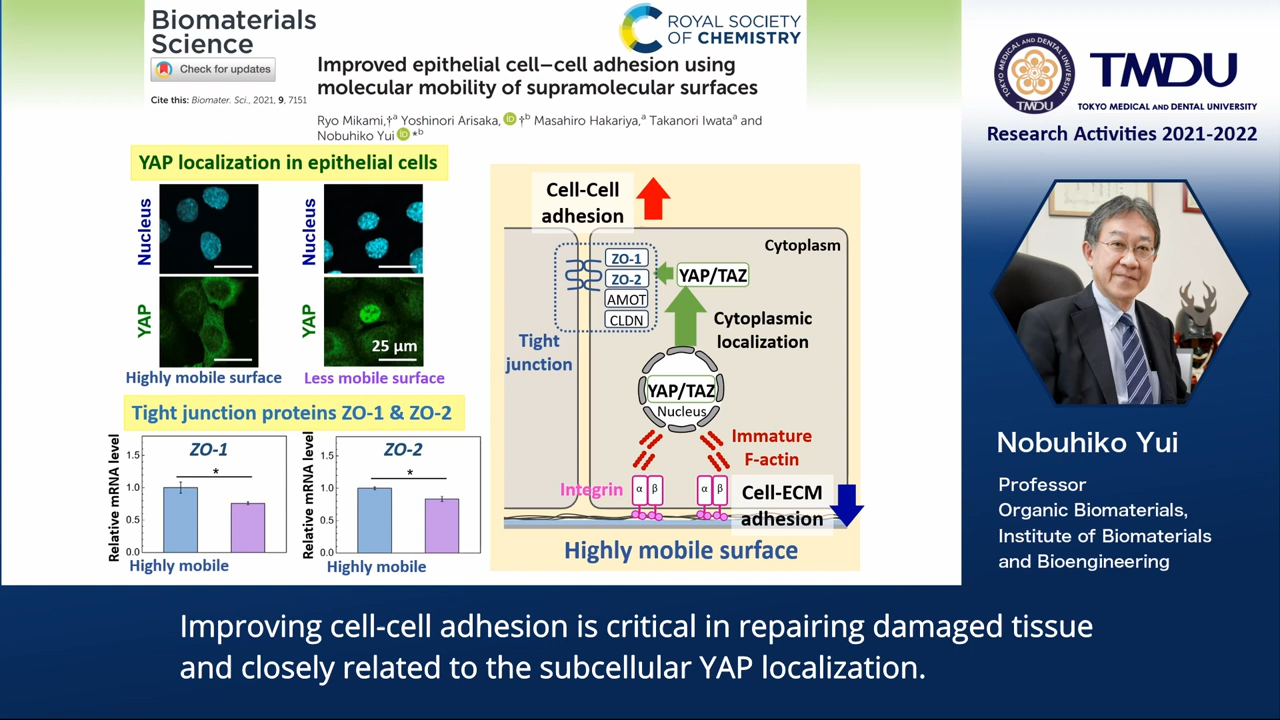 Biomaterials
Science
Check for updates
Cite this: Biomater. Sci., 2021, 9, 7151
ROYAL SOCIETY
OF CHEMISTRY
Improved epithelial cell–cell adhesion using
molecular mobility of supramolecular surfaces
Ryo Mikami,†ª Yoshinori Arisaka, iD †ᵇ Masahiro Hakariya,ª Takanori Iwataª and
Nobuhiko Yui iD *ᵇ
YAP localization in epithelial cells
Nucleus
Nucleus
YAP
YAP
25 μm
Highly mobile surface
Less mobile surface
Tight junction proteins ZO-1 & ZO-2
Relative mRNA level
1.5
1.0
0.5
0.0
ZO-1
*
Highly mobile
Relative mRNA level
1.5
1.0
0.5
0.0
ZO-2
*
Highly mobile
Cell-Cell
adhesion
Cytoplasm
ZO-1
ZO-2
AMOT
CLDN
YAP/TAZ
Tight
junction
Cytoplasmic
localization
YAP/TAZ
Nucleus
Immature
F-actin
Integrin
α β
α β
Cell-ECM
adhesion
Highly mobile surface
TOKYO MEDICAL AND DENTAL UNIVERSITY
TMDU
TMDU
TOKYO MEDICAL AND DENTAL UNIVERSITY
Research Activities 2021-2022
Nobuhiko Yui
Professor
Organic Biomaterials,
Institute of Biomaterials
and Bioengineering
Improving cell-cell adhesion is critical in repairing damaged tissue
and closely related to the subcellular YAP localization.